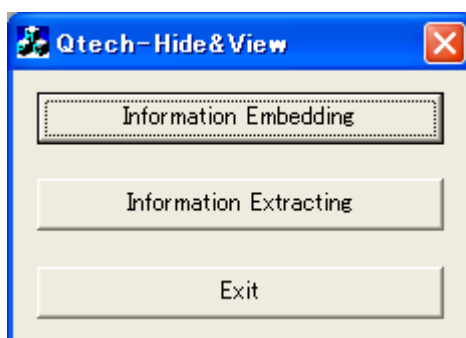 Qtech-Hide&View
Information Embedding
Information Extracting
Exit